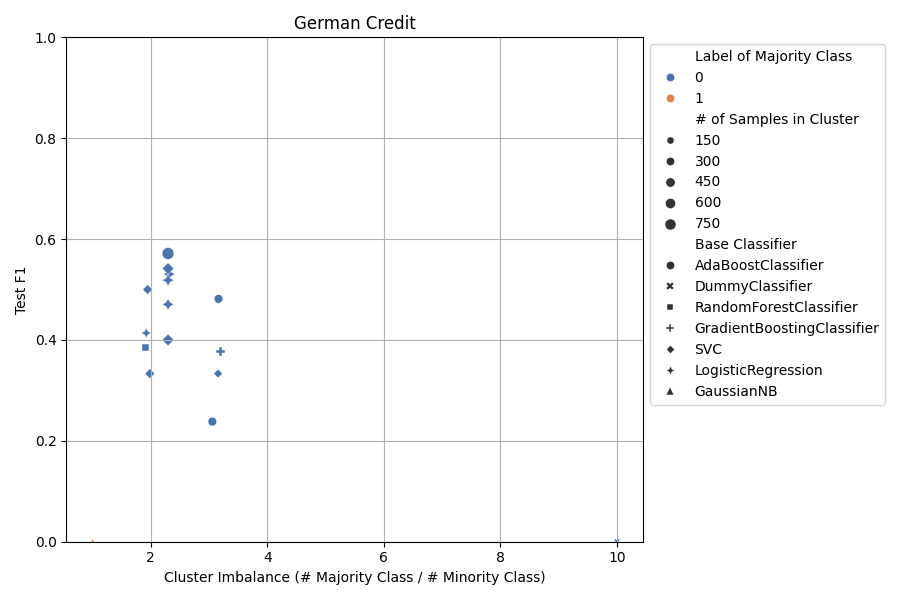 German Credit
1.0
0.8
0.6
0.4
0.2
0.0
Test F1
2
4
6
8
10
Cluster Imbalance (# Majority Class / # Minority Class)
Label of Majority Class
0
1
# of Samples in Cluster
150
300
450
600
750
Base Classifier
AdaBoostClassifier
DummyClassifier
RandomForestClassifier
GradientBoostingClassifier
SVC
LogisticRegression
GaussianNB